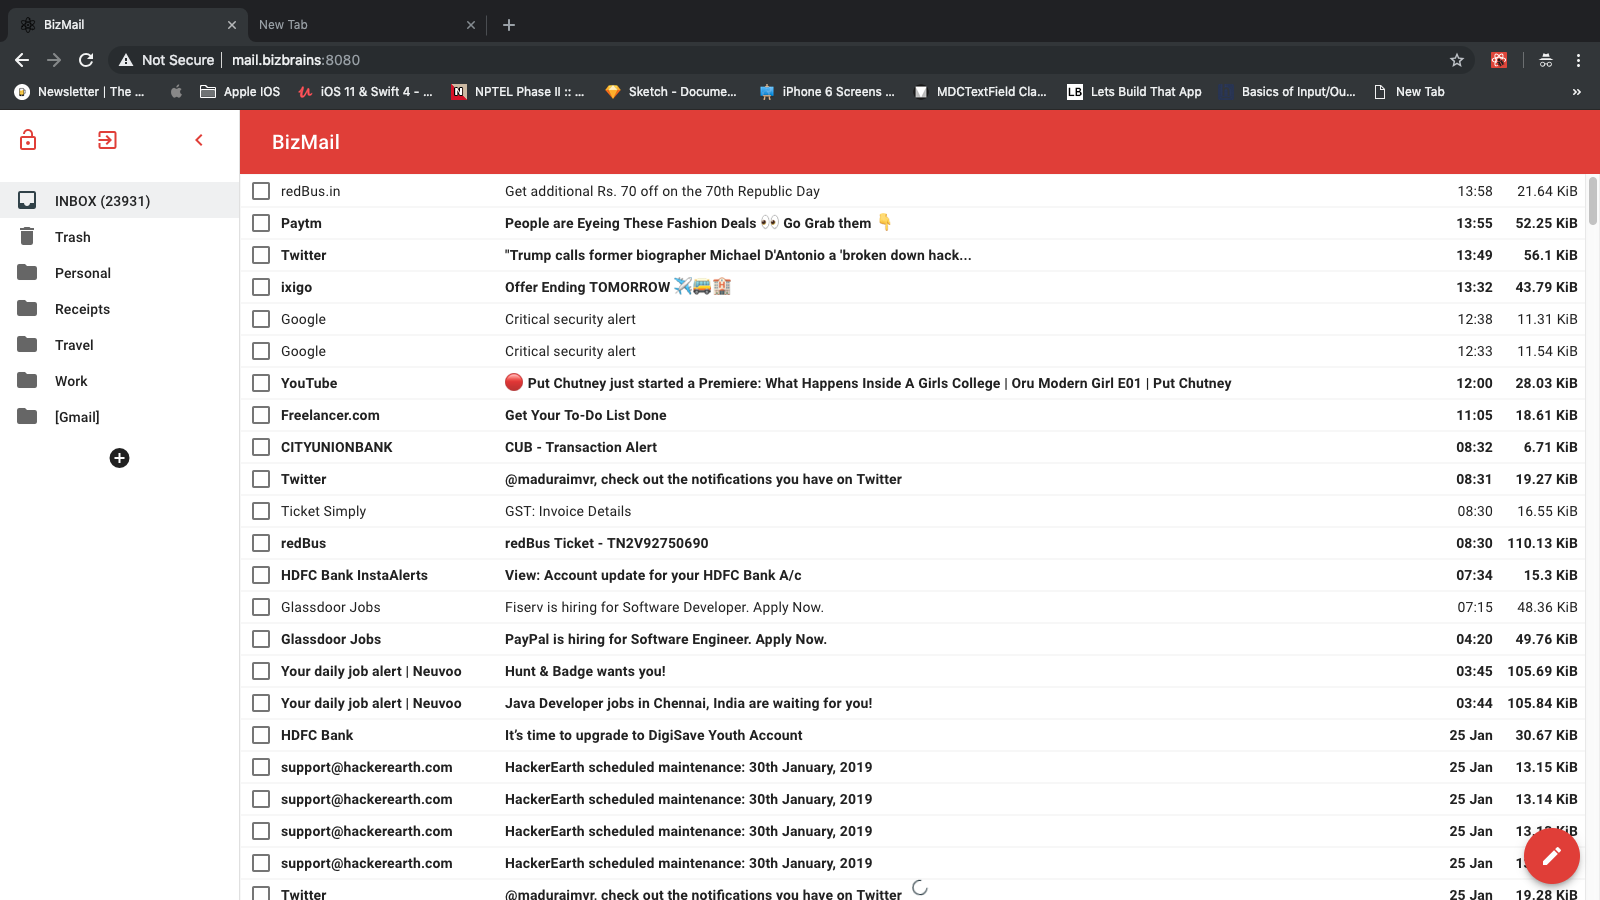 BizMail
New Tab
Not Secure mail.bizbrains:8080
Newsletter | The ... Apple IOS iOS 11 & Swift 4 - ... NPTEL Phase II :: ... Sketch - Docume... iPhone 6 Screens ... MDCTextField Cla... LB Lets Build That App Basics of Input/Ou... New Tab »
BizMail
INBOX (23931)
Trash
Personal
Receipts
Travel
Work
[Gmail]
redBus.in Get additional Rs. 70 off on the 70th Republic Day 13:58 21.64 KiB
Paytm People are Eyeing These Fashion Deals 👀 Go Grab them 👇 13:55 52.25 KiB
Twitter "Trump calls former biographer Michael D'Antonio a 'broken down hack... 13:49 56.1 KiB
ixigo Offer Ending TOMORROW ✈️🚌🏩 13:32 43.79 KiB
Google Critical security alert 12:38 11.31 KiB
Google Critical security alert 12:33 11.54 KiB
YouTube 🔴 Put Chutney just started a Premiere: What Happens Inside A Girls College | Oru Modern Girl E01 | Put Chutney 12:00 28.03 KiB
Freelancer.com Get Your To-Do List Done 11:05 18.61 KiB
CITYUNIONBANK CUB - Transaction Alert 08:32 6.71 KiB
Twitter @maduraimvr, check out the notifications you have on Twitter 08:31 19.27 KiB
Ticket Simply GST: Invoice Details 08:30 16.55 KiB
redBus redBus Ticket - TN2V92750690 08:30 110.13 KiB
HDFC Bank InstaAlerts View: Account update for your HDFC Bank A/c 07:34 15.3 KiB
Glassdoor Jobs Fiserv is hiring for Software Developer. Apply Now. 07:15 48.36 KiB
Glassdoor Jobs PayPal is hiring for Software Engineer. Apply Now. 04:20 49.76 KiB
Your daily job alert | Neuvoo Hunt & Badge wants you! 03:45 105.69 KiB
Your daily job alert | Neuvoo Java Developer jobs in Chennai, India are waiting for you! 03:44 105.84 KiB
HDFC Bank It's time to upgrade to DigiSave Youth Account 25 Jan 30.67 KiB
support@hackerearth.com HackerEarth scheduled maintenance: 30th January, 2019 25 Jan 13.15 KiB
support@hackerearth.com HackerEarth scheduled maintenance: 30th January, 2019 25 Jan 13.14 KiB
support@hackerearth.com HackerEarth scheduled maintenance: 30th January, 2019 25 Jan
support@hackerearth.com HackerEarth scheduled maintenance: 30th January, 2019 25 Jan
Twitter @maduraimvr, check out the notifications you have on Twitter 25 Jan 19.28 KiB